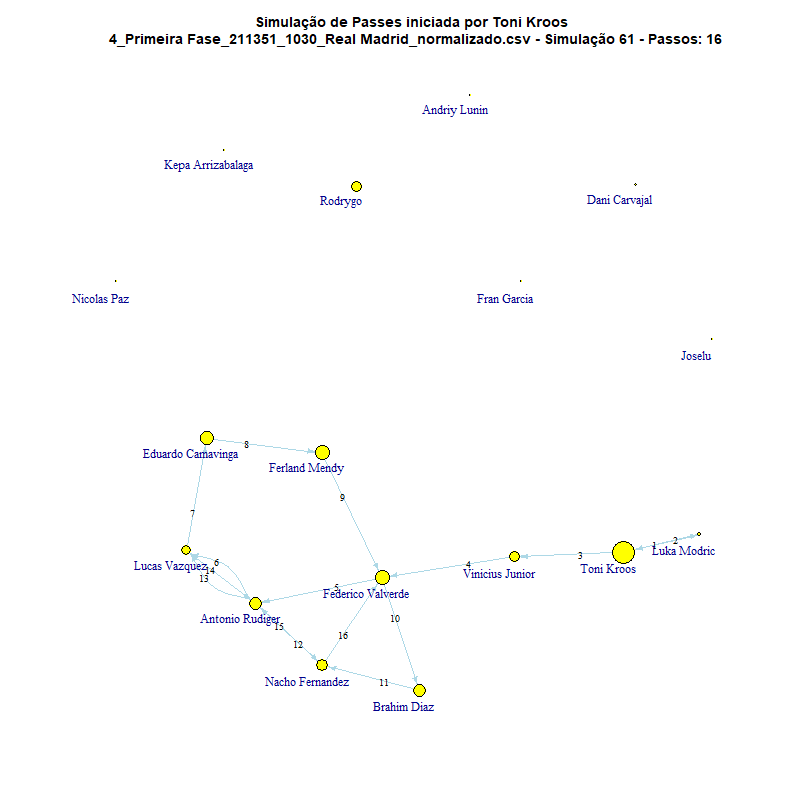 Simulação de Passes iniciada por Toni Kroos
4_Primeira Fase_211351_1030_Real Madrid_normalizado.csv - Simulação 61 - Passos: 16
Andriy Lunin
Kepa Arrizabalaga
Rodrygo
Dani Carvajal
Nicolas Paz
Fran Garcia
Joselu
8
Eduardo Camavinga
Ferland Mendy
9
7
1
2
Luka Modric
3
6
4
Lucas Vazquez
14
13
Vinicius Junior
Toni Kroos
5
Federico Valverde
Antonio Rudiger
10
15
16
12
Nacho Fernandez
11
Brahim Diaz